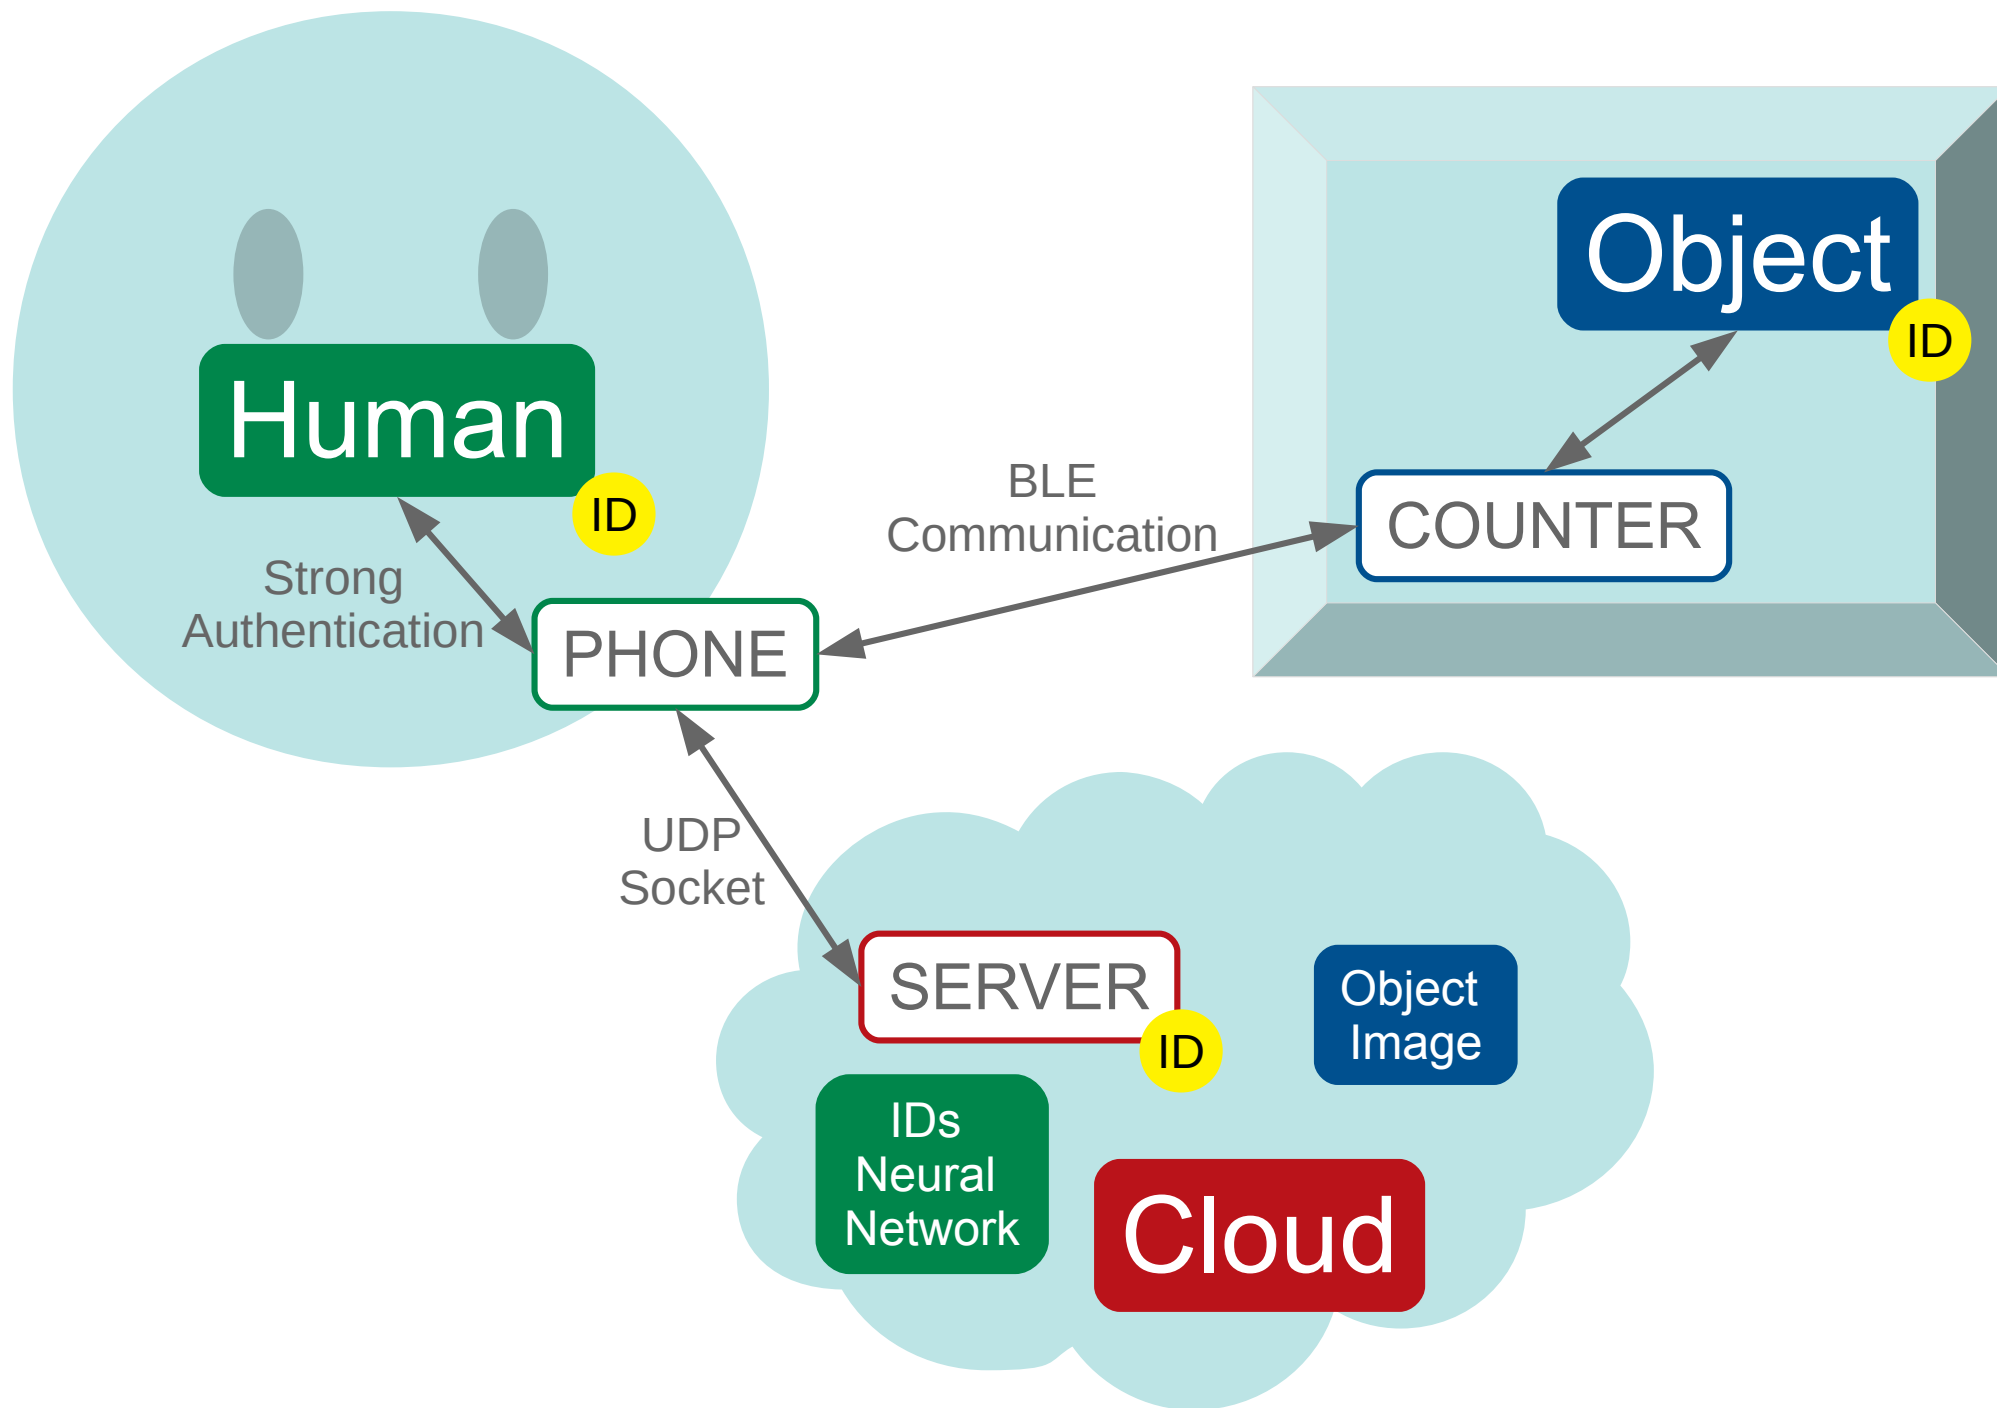 Human
ID
Strong
Authentication
PHONE
BLE
Communication
Object
ID
COUNTER
UDP
Socket
SERVER
ID
Object
Image
IDs
Neural
Network
Cloud